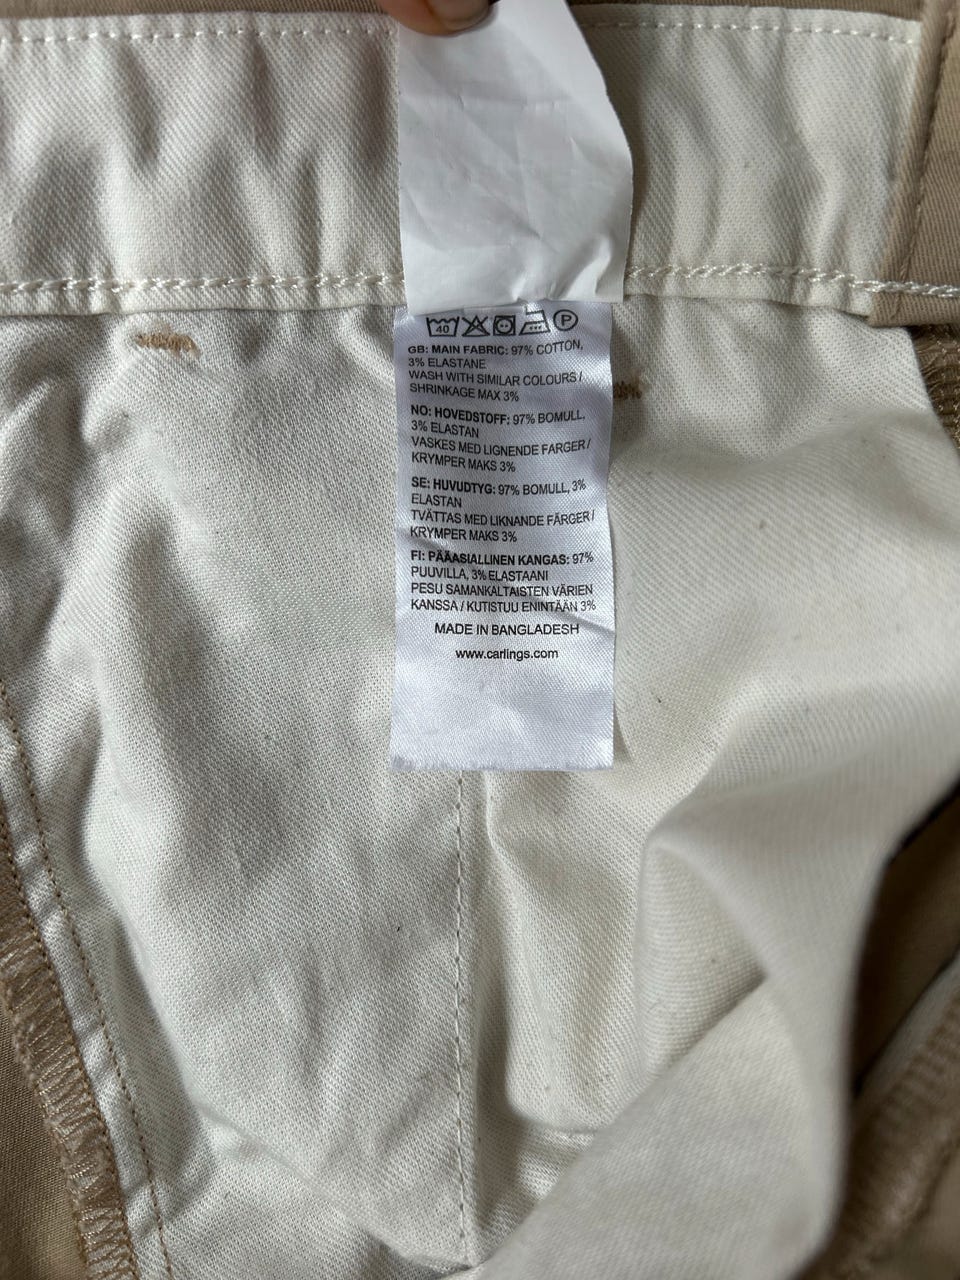 40 P
GB: MAIN FABRIC: 97% COTTON,
3% ELASTANE
WASH WITH SIMILAR COLOURS /
SHRINKAGE MAX 3%
NO: HOVEDSTOFF: 97% BOMULL,
3% ELASTAN
VASKES MED LIGNENDE FARGER /
KRYMPER MAKS 3%
SE: HUVUDTYG: 97% BOMULL, 3%
ELASTAN
TVÄTTAS MED LIKNANDE FÄRGER /
KRYMPER MAKS 3%
FI: PÄÄASIALLINEN KANGAS: 97%
PUUVILLA, 3% ELASTAANI
PESU SAMANKALTAISTEN VÄRIEN
KANSSA / KUTISTUU ENINTÄÄN 3%
MADE IN BANGLADESH
www.carlings.com